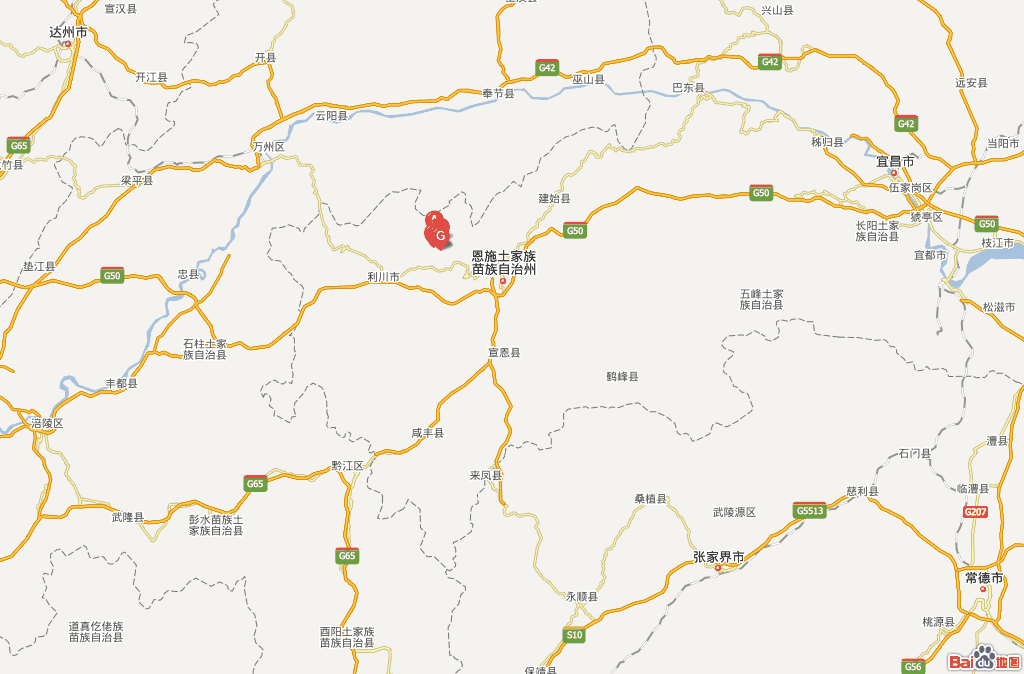 宣汉县
兴山县
达州市
开县
G42
G42
开江县
巫山县
奉节县
巴东县
远安县
云阳县
G42
G65
万州区
秭归县
当阳市
竹县
宜昌市
梁平县
伍家岗区
建始县
G50
猇亭区
A
G
G50
长阳土家
族自治县
G50
枝江市
恩施土家族
苗族自治州
宜都市
垫江县
G50
忠县
利川市
五峰土家
族自治县
松滋市
石柱土家
族自治县
宣恩县
丰都县
鹤峰县
涪陵区
咸丰县
澧县
黔江区
石门县
来凤县
G65
慈利县
临澧县
桑植县
武隆县
彭水苗族土
家族自治县
武陵源区
G5513
G207
G65
张家界市
常德市
永顺县
道真仡佬族
苗族自治县
酉阳土家族
苗族自治县
S10
桃源县
保靖县
G56
Bai du 地图